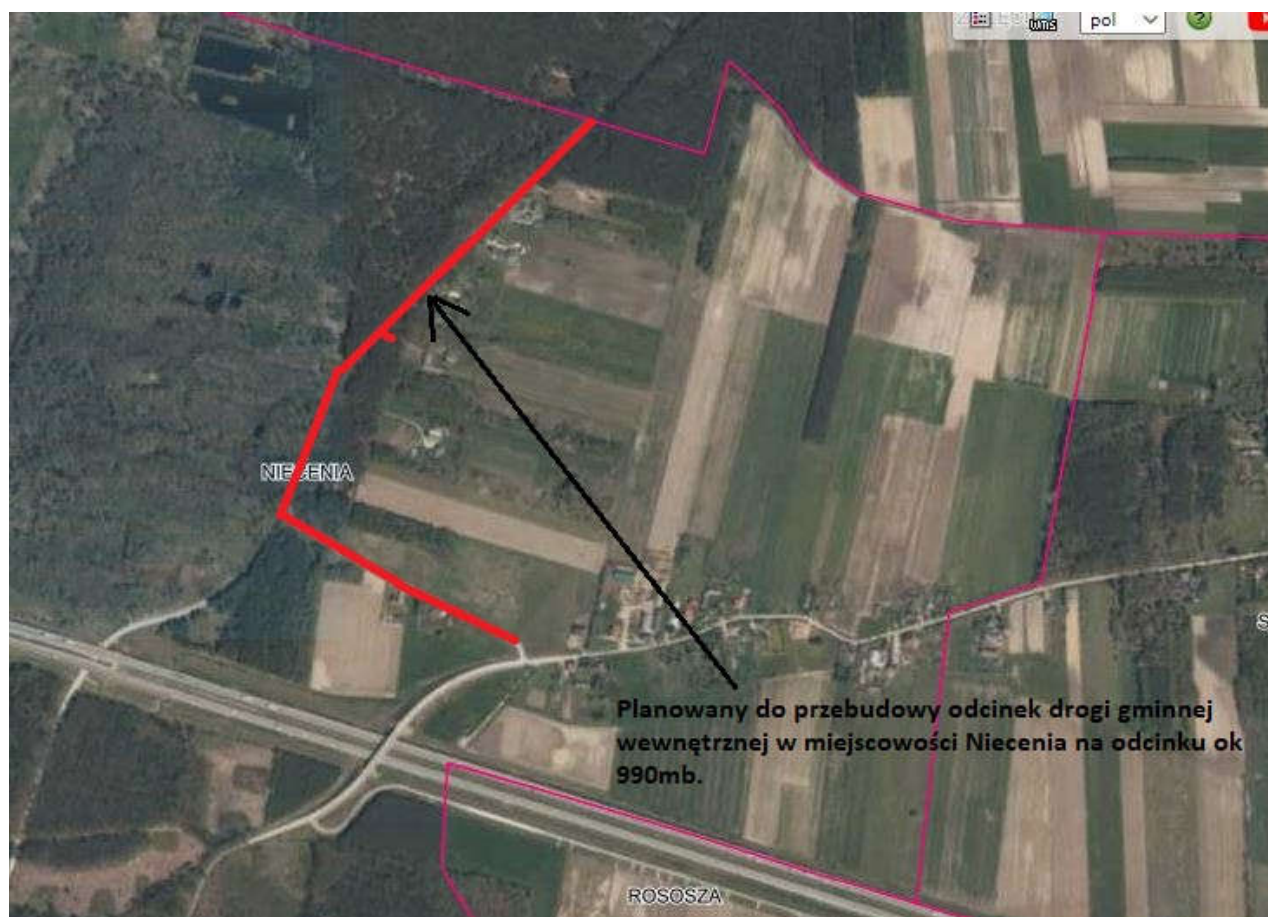 pol
NIECENIA
Planowany do przebudowy odcinek drogi gminnej
wewnętrznej w miejscowości Niecenia na odcinku ok
990mb.
ROSOSZA